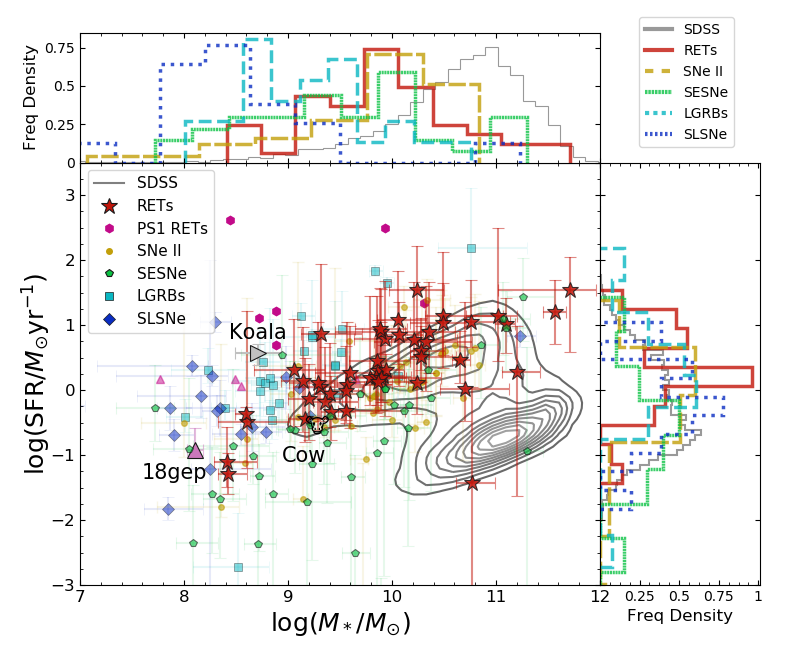 SDSS
RETs
SNe II
SESNe
LGRBs
SLSNe
Freq Density
0.75
0.5
0.25
0
SDSS
RETs
PS1 RETs
SNe II
SESNe
LGRBs
SLSNe
Koala
18gep
Cow
log(SFR/M⊙yr⁻¹)
3
2
1
0
−1
−2
−3
7 8 9 10 11 12
log(M*/M⊙)
0.25 0.5 0.75 1
Freq Density